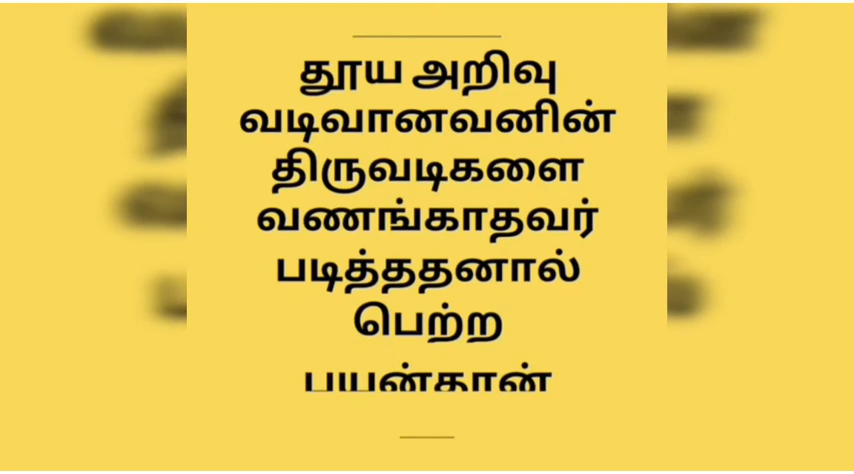 தூய அறிவு
வடிவானவனின்
திருவடிகளை
வணங்காதவர்
படித்ததனால்
பெற்ற
பயன்தான்